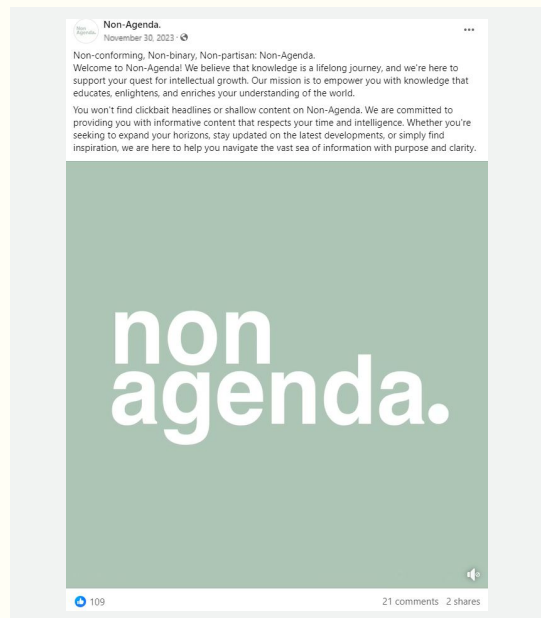 Non-Agenda.
November 30, 2023 ·
Non-conforming, Non-binary, Non-partisan: Non-Agenda.
Welcome to Non-Agenda! We believe that knowledge is a lifelong journey, and we're here to
support your quest for intellectual growth. Our mission is to empower you with knowledge that
educates, enlightens, and enriches your understanding of the world.
You won't find clickbait headlines or shallow content on Non-Agenda. We are committed to
providing you with informative content that respects your time and intelligence. Whether you're
seeking to expand your horizons, stay updated on the latest developments, or simply find
inspiration, we are here to help you navigate the vast sea of information with purpose and clarity.
non
agenda.
109
21 comments 2 shares